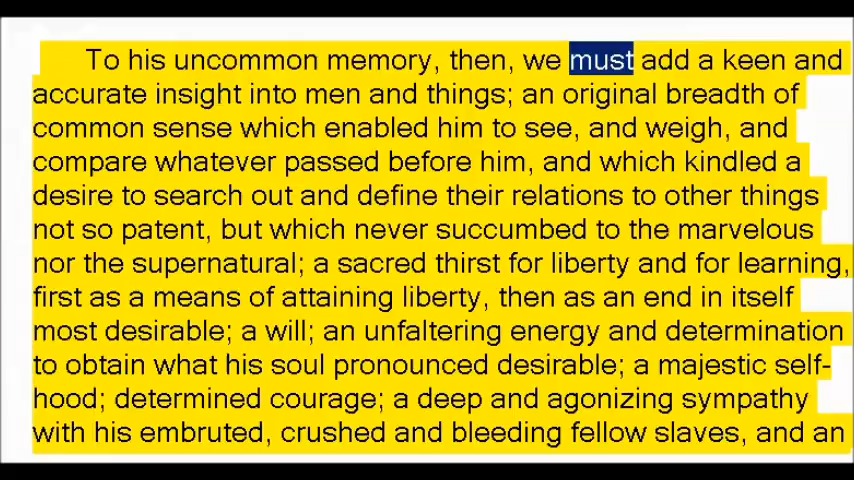 To his uncommon memory, then, we must add a keen and
accurate insight into men and things; an original breadth of
common sense which enabled him to see, and weigh, and
compare whatever passed before him, and which kindled a
desire to search out and define their relations to other things
not so patent, but which never succumbed to the marvelous
nor the supernatural; a sacred thirst for liberty and for learning,
first as a means of attaining liberty, then as an end in itself
most desirable; a will; an unfaltering energy and determination
to obtain what his soul pronounced desirable; a majestic self-
hood; determined courage; a deep and agonizing sympathy
with his embruted, crushed and bleeding fellow slaves, and an